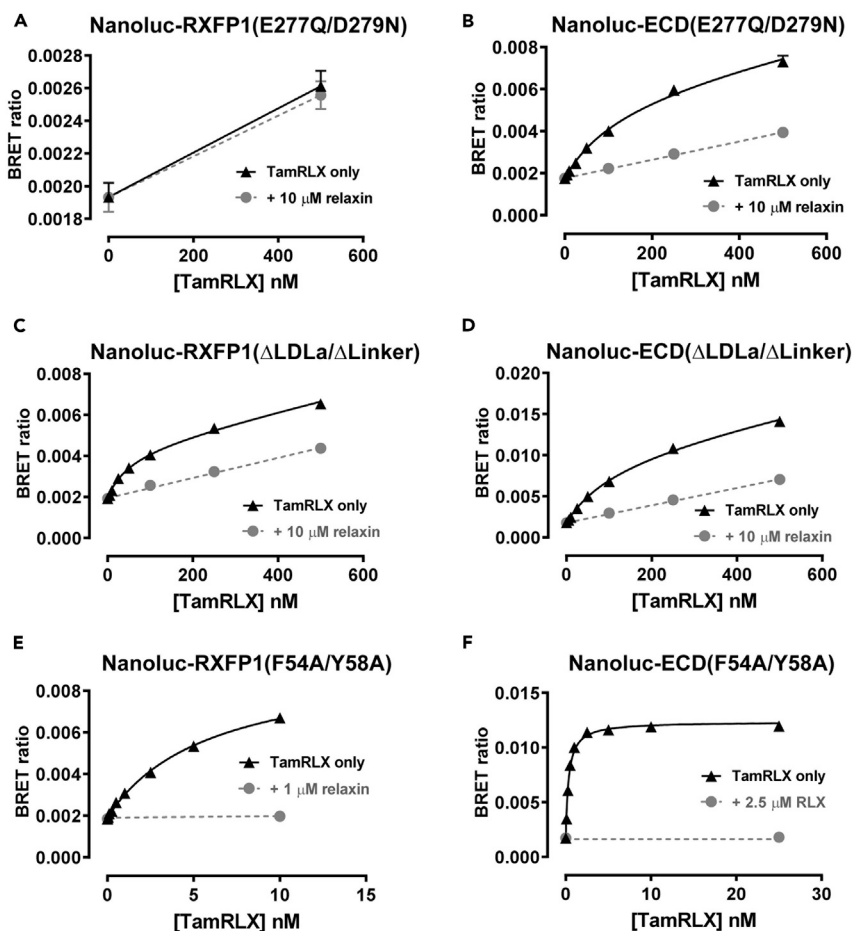 A
Nanoluc-RXFP1(E277Q/D279N)
0.0028
0.0026
0.0024
0.0022
0.0020
0.0018
BRET ratio
TamRLX only
+ 10 μM relaxin
0 200 400 600
[TamRLX] nM
B
Nanoluc-ECD(E277Q/D279N)
0.008
0.006
0.004
0.002
0.000
BRET ratio
TamRLX only
+ 10 μM relaxin
0 200 400 600
[TamRLX] nM
C
Nanoluc-RXFP1(ΔLDLa/ΔLinker)
0.008
0.006
0.004
0.002
0.000
BRET ratio
TamRLX only
+ 10 μM relaxin
0 200 400 600
[TamRLX] nM
D
Nanoluc-ECD(ΔLDLa/ΔLinker)
0.020
0.015
0.010
0.005
0.000
BRET ratio
TamRLX only
+ 10 μM relaxin
0 200 400 600
[TamRLX] nM
E
Nanoluc-RXFP1(F54A/Y58A)
0.008
0.006
0.004
0.002
0.000
BRET ratio
TamRLX only
+ 1 μM relaxin
0 5 10 15
[TamRLX] nM
F
Nanoluc-ECD(F54A/Y58A)
0.015
0.010
0.005
0.000
BRET ratio
TamRLX only
+ 2.5 μM RLX
0 10 20 30
[TamRLX] nM